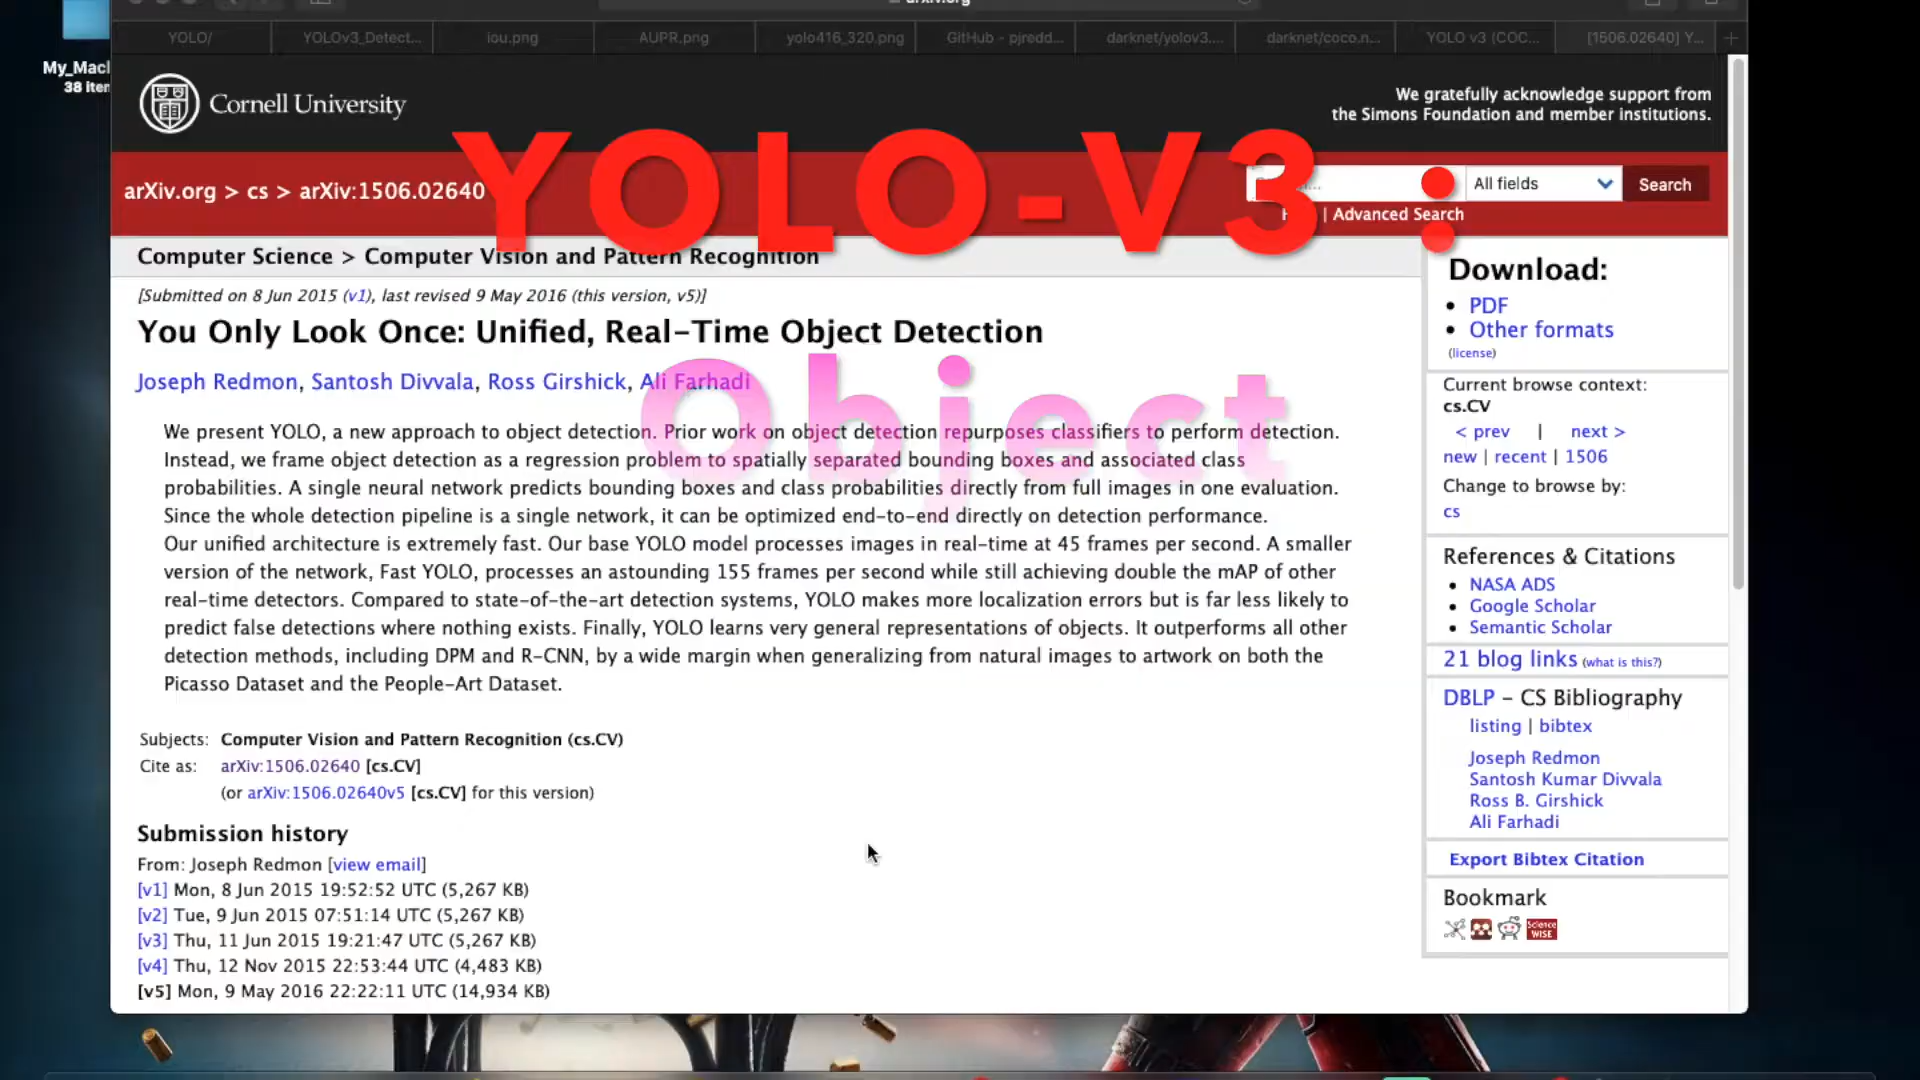 arxiv.org
YOLO/
YOLOv3_Detect...
iou.png
AUPR.png
yolo416_320.png
GitHub - pjredd...
darknet/yolov3....
darknet/coco.n...
YOLO v3 (COC...
[1506.02640] Y...
My_Mac
38 iter
Cornell University
We gratefully acknowledge support from
the Simons Foundation and member institutions.
YOLO-V3 :
arXiv.org > cs > arXiv:1506.02640
All fields
Search
| Advanced Search
Computer Science > Computer Vision and Pattern Recognition
[Submitted on 8 Jun 2015 (v1), last revised 9 May 2016 (this version, v5)]
You Only Look Once: Unified, Real-Time Object Detection
Joseph Redmon, Santosh Divvala, Ross Girshick, Ali Farhadi
Object
We present YOLO, a new approach to object detection. Prior work on object detection repurposes classifiers to perform detection.
Instead, we frame object detection as a regression problem to spatially separated bounding boxes and associated class
probabilities. A single neural network predicts bounding boxes and class probabilities directly from full images in one evaluation.
Since the whole detection pipeline is a single network, it can be optimized end-to-end directly on detection performance.
Our unified architecture is extremely fast. Our base YOLO model processes images in real-time at 45 frames per second. A smaller
version of the network, Fast YOLO, processes an astounding 155 frames per second while still achieving double the mAP of other
real-time detectors. Compared to state-of-the-art detection systems, YOLO makes more localization errors but is far less likely to
predict false detections where nothing exists. Finally, YOLO learns very general representations of objects. It outperforms all other
detection methods, including DPM and R-CNN, by a wide margin when generalizing from natural images to artwork on both the
Picasso Dataset and the People-Art Dataset.
Subjects: Computer Vision and Pattern Recognition (cs.CV)
Cite as: arXiv:1506.02640 [cs.CV]
(or arXiv:1506.02640v5 [cs.CV] for this version)
Submission history
From: Joseph Redmon [view email]
[v1] Mon, 8 Jun 2015 19:52:52 UTC (5,267 KB)
[v2] Tue, 9 Jun 2015 07:51:14 UTC (5,267 KB)
[v3] Thu, 11 Jun 2015 19:21:47 UTC (5,267 KB)
[v4] Thu, 12 Nov 2015 22:53:44 UTC (4,483 KB)
[v5] Mon, 9 May 2016 22:22:11 UTC (14,934 KB)
Download:
PDF
Other formats
(license)
Current browse context:
cs.CV
< prev | next >
new | recent | 1506
Change to browse by:
cs
References & Citations
NASA ADS
Google Scholar
Semantic Scholar
21 blog links (what is this?)
DBLP - CS Bibliography
listing | bibtex
Joseph Redmon
Santosh Kumar Divvala
Ross B. Girshick
Ali Farhadi
Export Bibtex Citation
Bookmark
Science
WISE